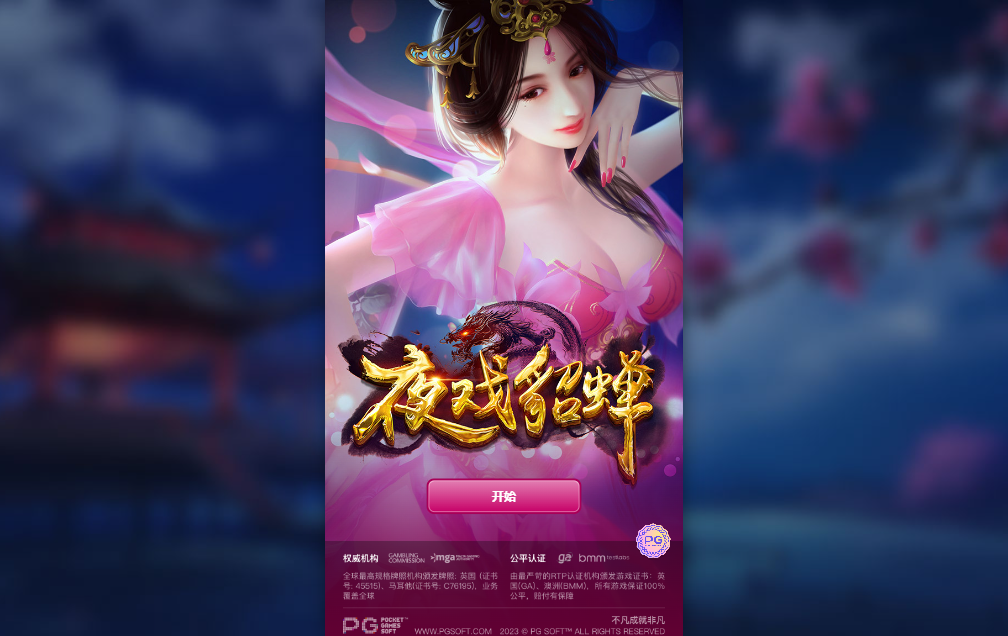 夜戏貂蝉
开始
PG
权威机构 GAMBLING COMMISSION mga
公平认证 ga bmm testlabs
全球最高规格牌照机构颁发牌照: 英国 (证书
号: 45515)、马耳他(证书号: C76195)、业务
覆盖全球
由最严苛的RTP认证机构颁发游戏证书: 英
国(GA)、澳洲(BMM)、所有游戏保证100%
公平、赔付有保障
PG POCKET GAMES SOFT
WWW.PGSOFT.COM
不凡成就非凡
2023 © PG SOFT™ ALL RIGHTS RESERVED